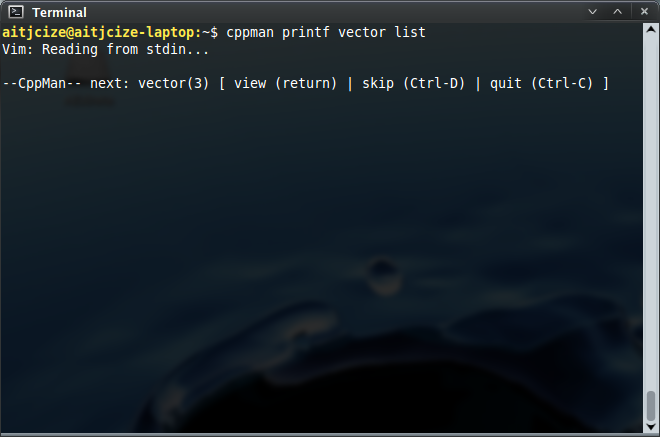 Terminal
aitjcize@aitjcize-laptop:~$ cppman printf vector list
Vim: Reading from stdin...
--CppMan-- next: vector(3) [ view (return) | skip (Ctrl-D) | quit (Ctrl-C) ]